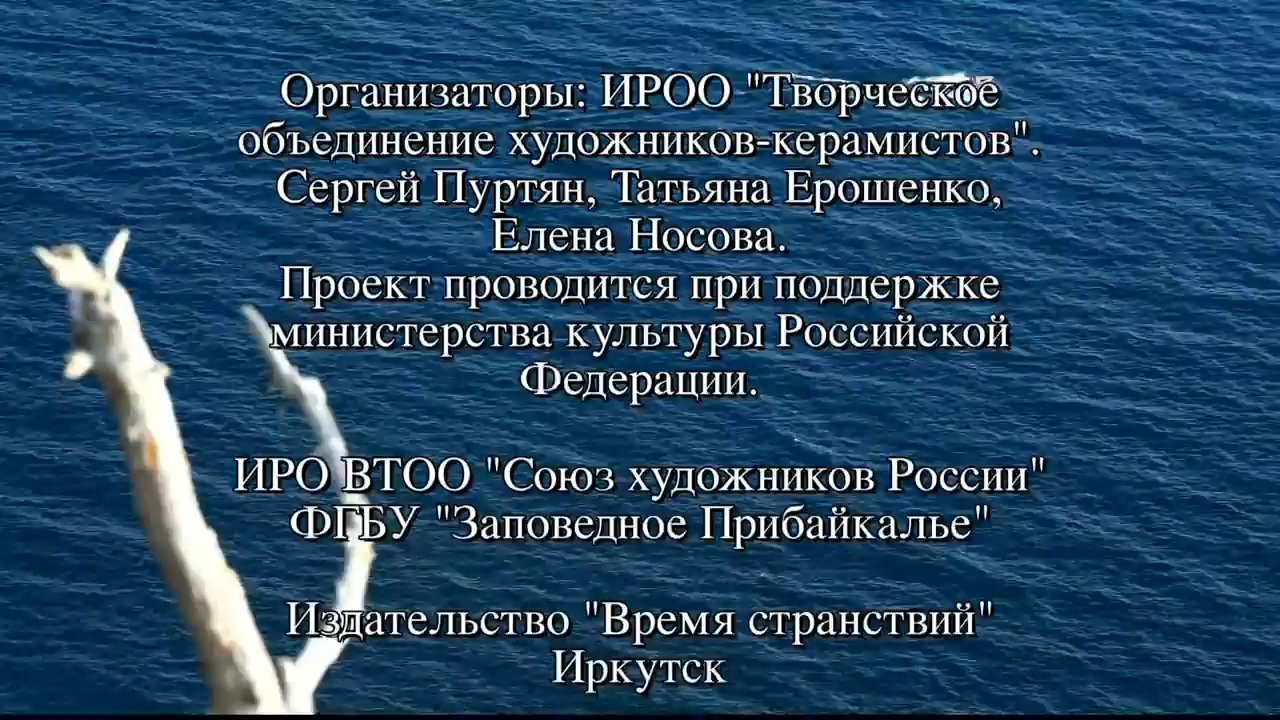 Организаторы: ИРОО "Творческое
объединение художников-керамистов".
Сергей Пуртян, Татьяна Ерошенко,
Елена Носова.
Проект проводится при поддержке
министерства культуры Российской
Федерации.
ИРО ВТОО "Союз художников России"
ФГБУ "Заповедное Прибайкалье"
Издательство "Время странствий"
Иркутск